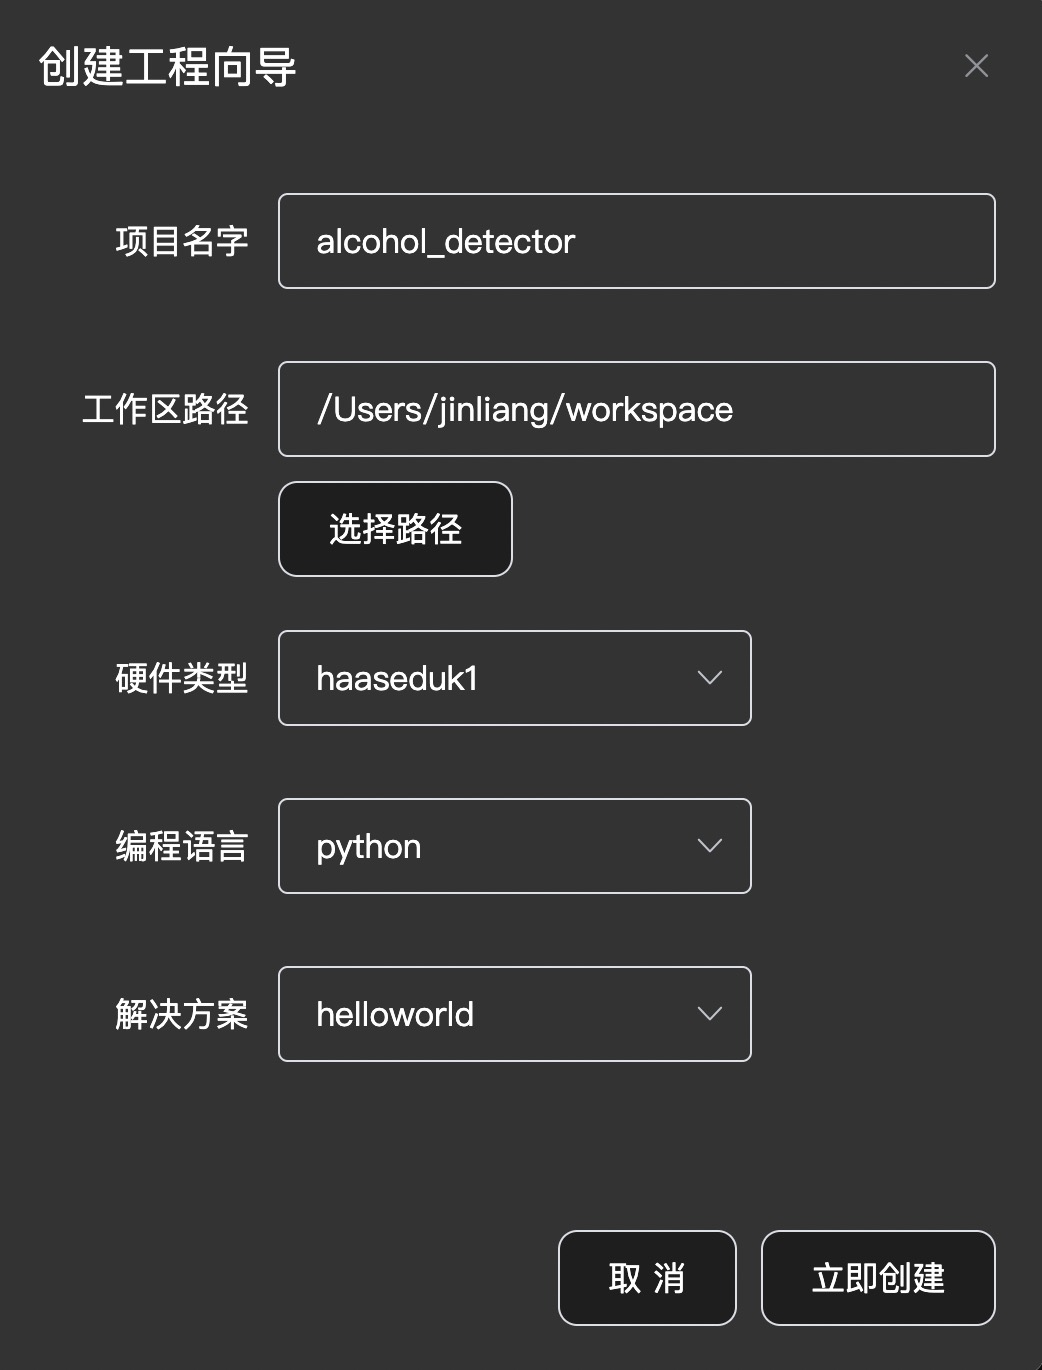 创建工程向导
项目名字 alcohol_detector
工作区路径 /Users/jinliang/workspace
选择路径
硬件类型 haaseduk1
编程语言 python
解决方案 helloworld
取 消 立即创建